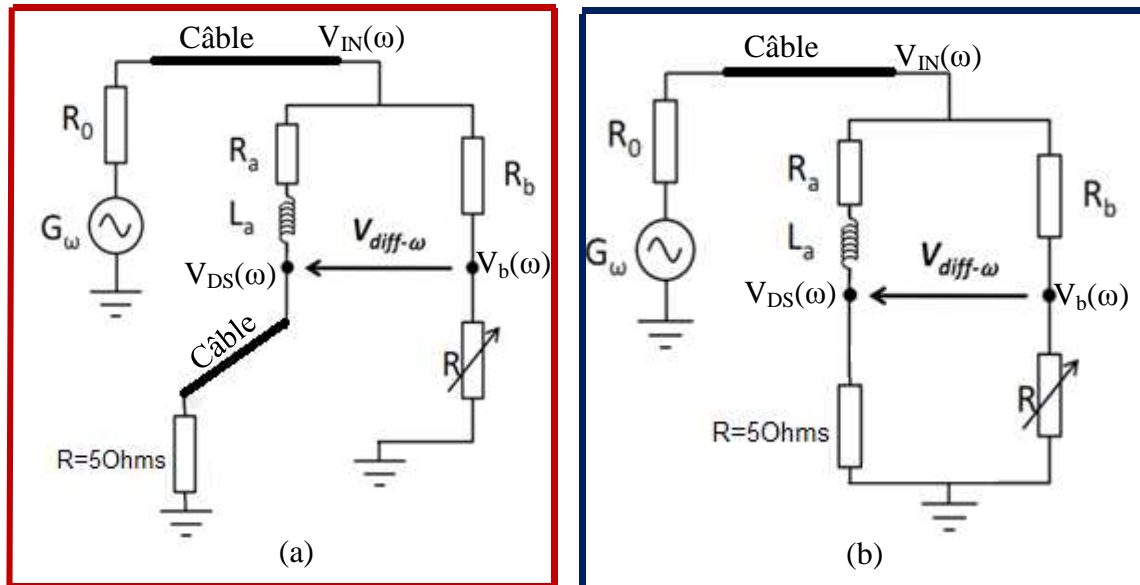 Câble
V_IN(ω)
R_0
R_a
R_b
L_a
G_ω
V_diff-ω
V_DS(ω)
V_b(ω)
Câble
R
R=5Ohms
(a)
Câble
V_IN(ω)
R_0
R_a
R_b
L_a
G_ω
V_diff-ω
V_DS(ω)
V_b(ω)
R
R=5Ohms
(b)